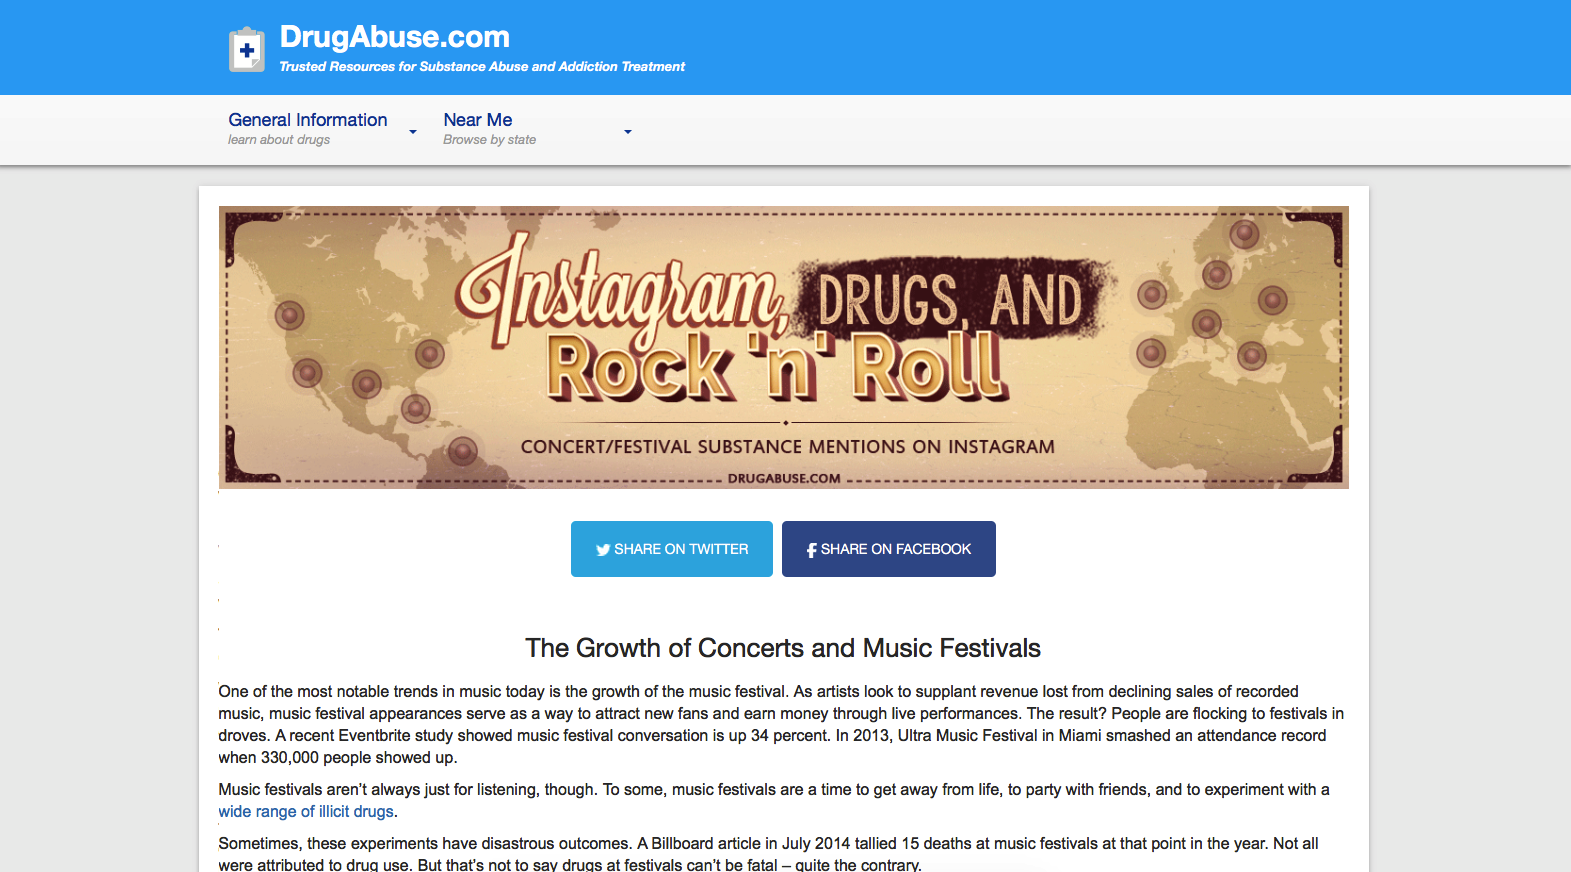 DrugAbuse.com
Trusted Resources for Substance Abuse and Addiction Treatment
General Information
learn about drugs
Near Me
Browse by state
Instagram, DRUGS, AND
Rock 'n' Roll
CONCERT/FESTIVAL SUBSTANCE MENTIONS ON INSTAGRAM
DRUGABUSE.COM
SHARE ON TWITTER
SHARE ON FACEBOOK
The Growth of Concerts and Music Festivals
One of the most notable trends in music today is the growth of the music festival. As artists look to supplant revenue lost from declining sales of recorded
music, music festival appearances serve as a way to attract new fans and earn money through live performances. The result? People are flocking to festivals in
droves. A recent Eventbrite study showed music festival conversation is up 34 percent. In 2013, Ultra Music Festival in Miami smashed an attendance record
when 330,000 people showed up.
Music festivals aren’t always just for listening, though. To some, music festivals are a time to get away from life, to party with friends, and to experiment with a
wide range of illicit drugs.
Sometimes, these experiments have disastrous outcomes. A Billboard article in July 2014 tallied 15 deaths at music festivals at that point in the year. Not all
were attributed to drug use. But that’s not to say drugs at festivals can’t be fatal – quite the contrary.